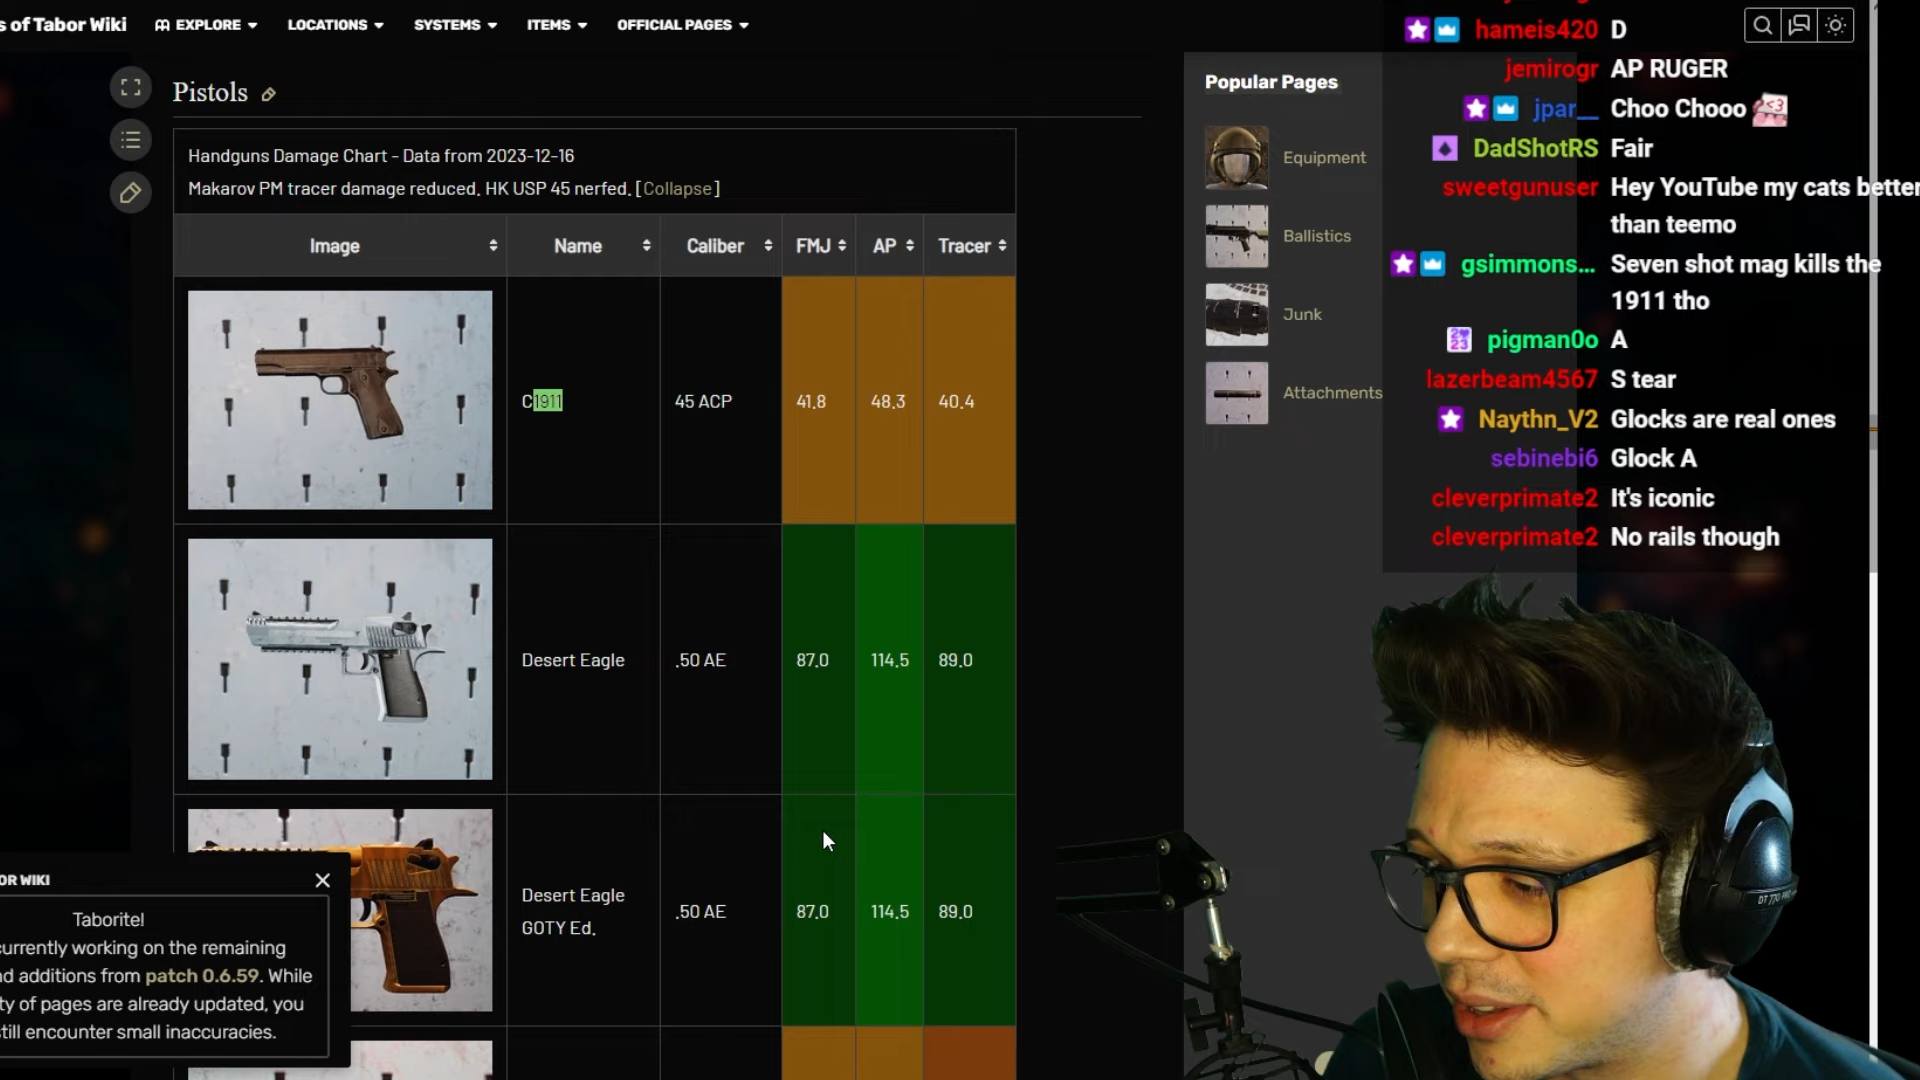 s of Tabor Wiki
EXPLORE
LOCATIONS
SYSTEMS
ITEMS
OFFICIAL PAGES
Pistols
Handguns Damage Chart - Data from 2023-12-16
Makarov PM tracer damage reduced. HK USP 45 nerfed. [Collapse]
Image Name Caliber FMJ AP Tracer
C1911 45 ACP 41.8 48.3 40.4
Desert Eagle .50 AE 87.0 114.5 89.0
Desert Eagle
GOTY Ed. .50 AE 87.0 114.5 89.0
OR WIKI
Taborite!
currently working on the remaining
nd additions from patch 0.6.59. While
ty of pages are already updated, you
still encounter small inaccuracies.
Popular Pages
Equipment
Ballistics
Junk
Attachments
hameis420 D
jemirogr AP RUGER
jpar__ Choo Chooo
DadShotRS Fair
sweetgunuser Hey YouTube my cats better
than teemo
gsimmons... Seven shot mag kills the
1911 tho
pigman0o A
lazerbeam4567 S tear
Naythn_V2 Glocks are real ones
sebinebi6 Glock A
cleverprimate2 It's iconic
cleverprimate2 No rails though